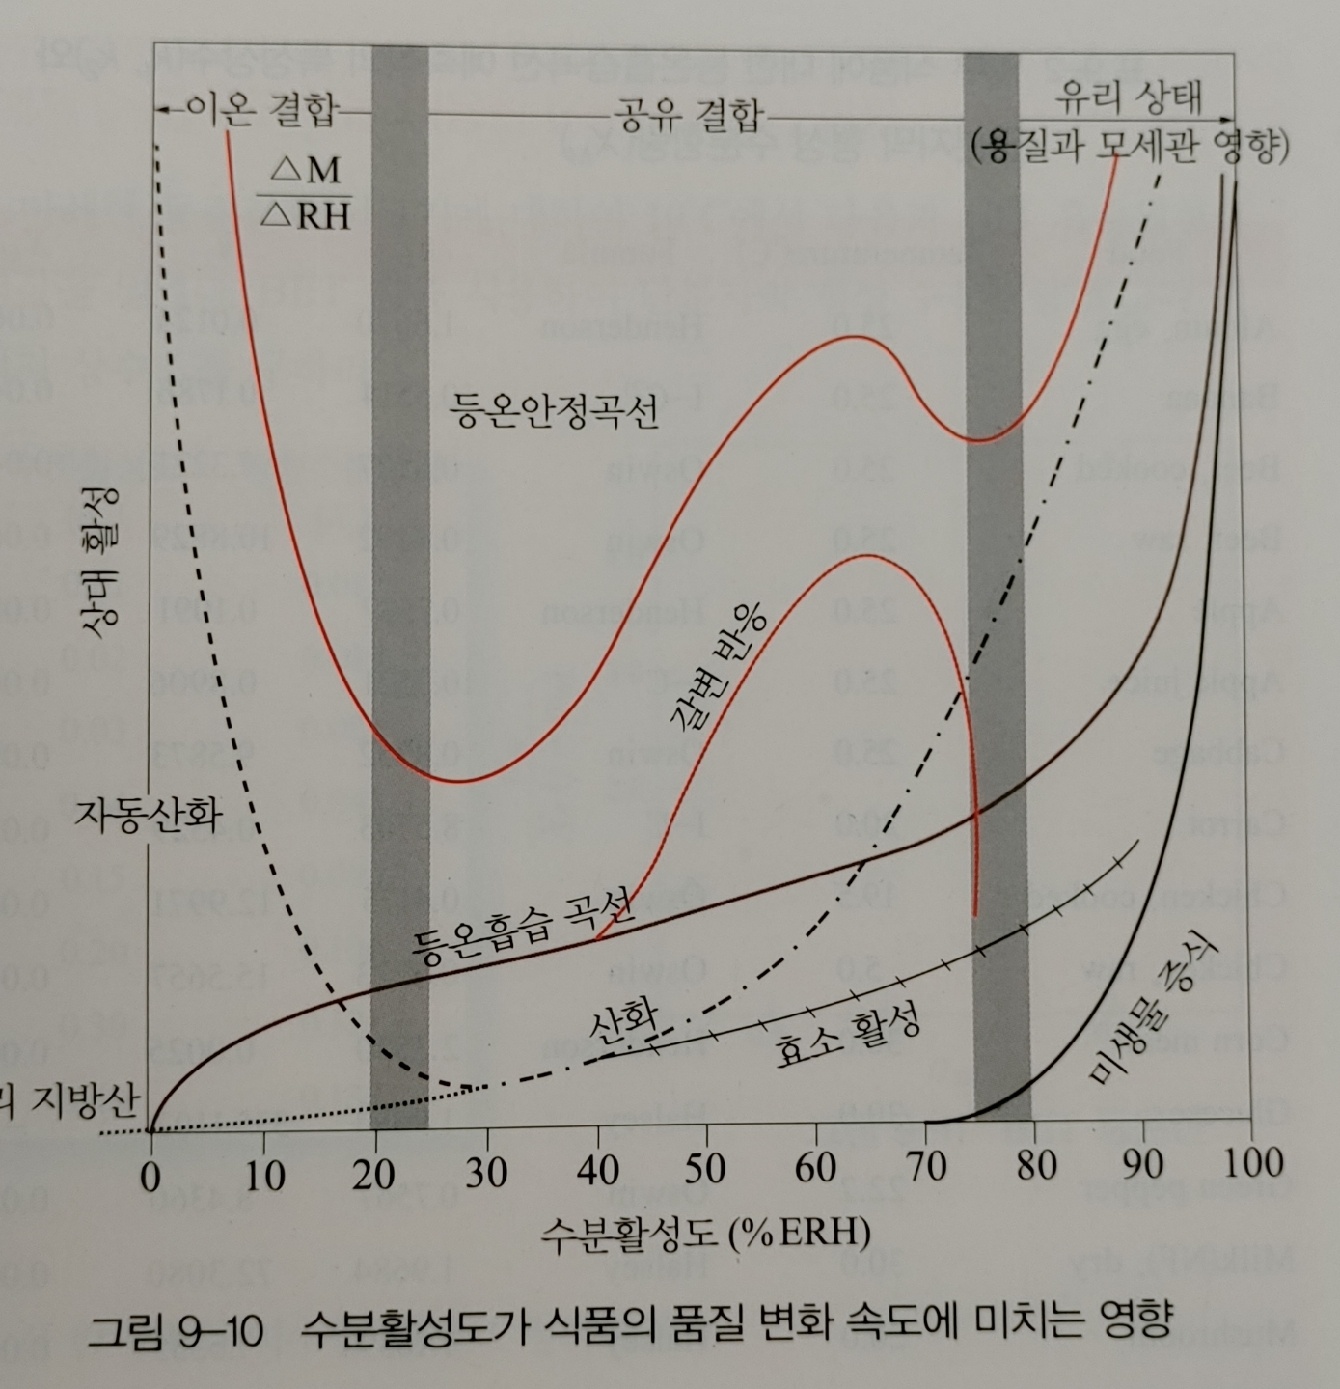 이온 결합
공유 결합
유리 상태
(용질과 모세관 영향)
△M
△RH
등온안정곡선
상대 활성
갈변 반응
자동산화
등온흡습 곡선
산화
효소 활성
미생물 증식
리 지방산
0 10 20 30 40 50 60 70 80 90 100
수분활성도 (%ERH)
그림 9–10 수분활성도가 식품의 품질 변화 속도에 미치는 영향